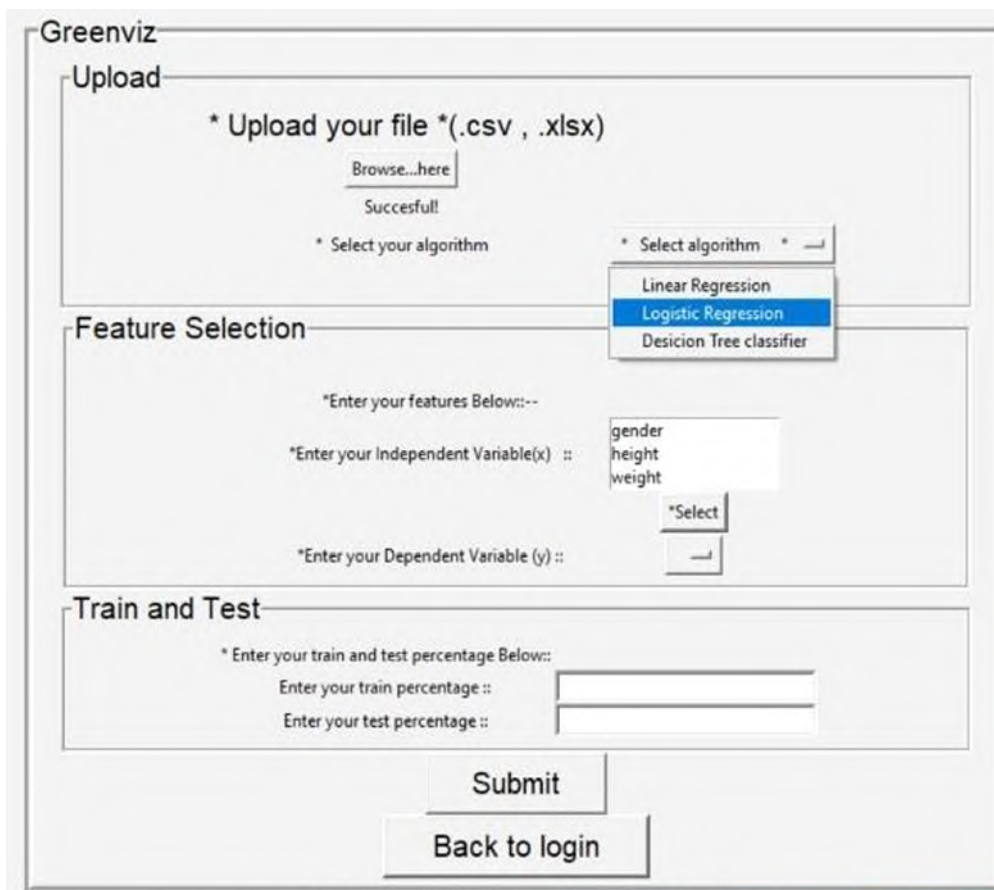 Greenviz
Upload
* Upload your file *(.csv , .xlsx)
Browse...here
Succesful!
* Select your algorithm
* Select algorithm *
Linear Regression
Logistic Regression
Desicion Tree classifier
Feature Selection
*Enter your features Below::--
*Enter your Independent Variable(x) ::
gender
height
weight
*Select
*Enter your Dependent Variable (y) ::
Train and Test
* Enter your train and test percentage Below::
Enter your train percentage ::
Enter your test percentage ::
Submit
Back to login